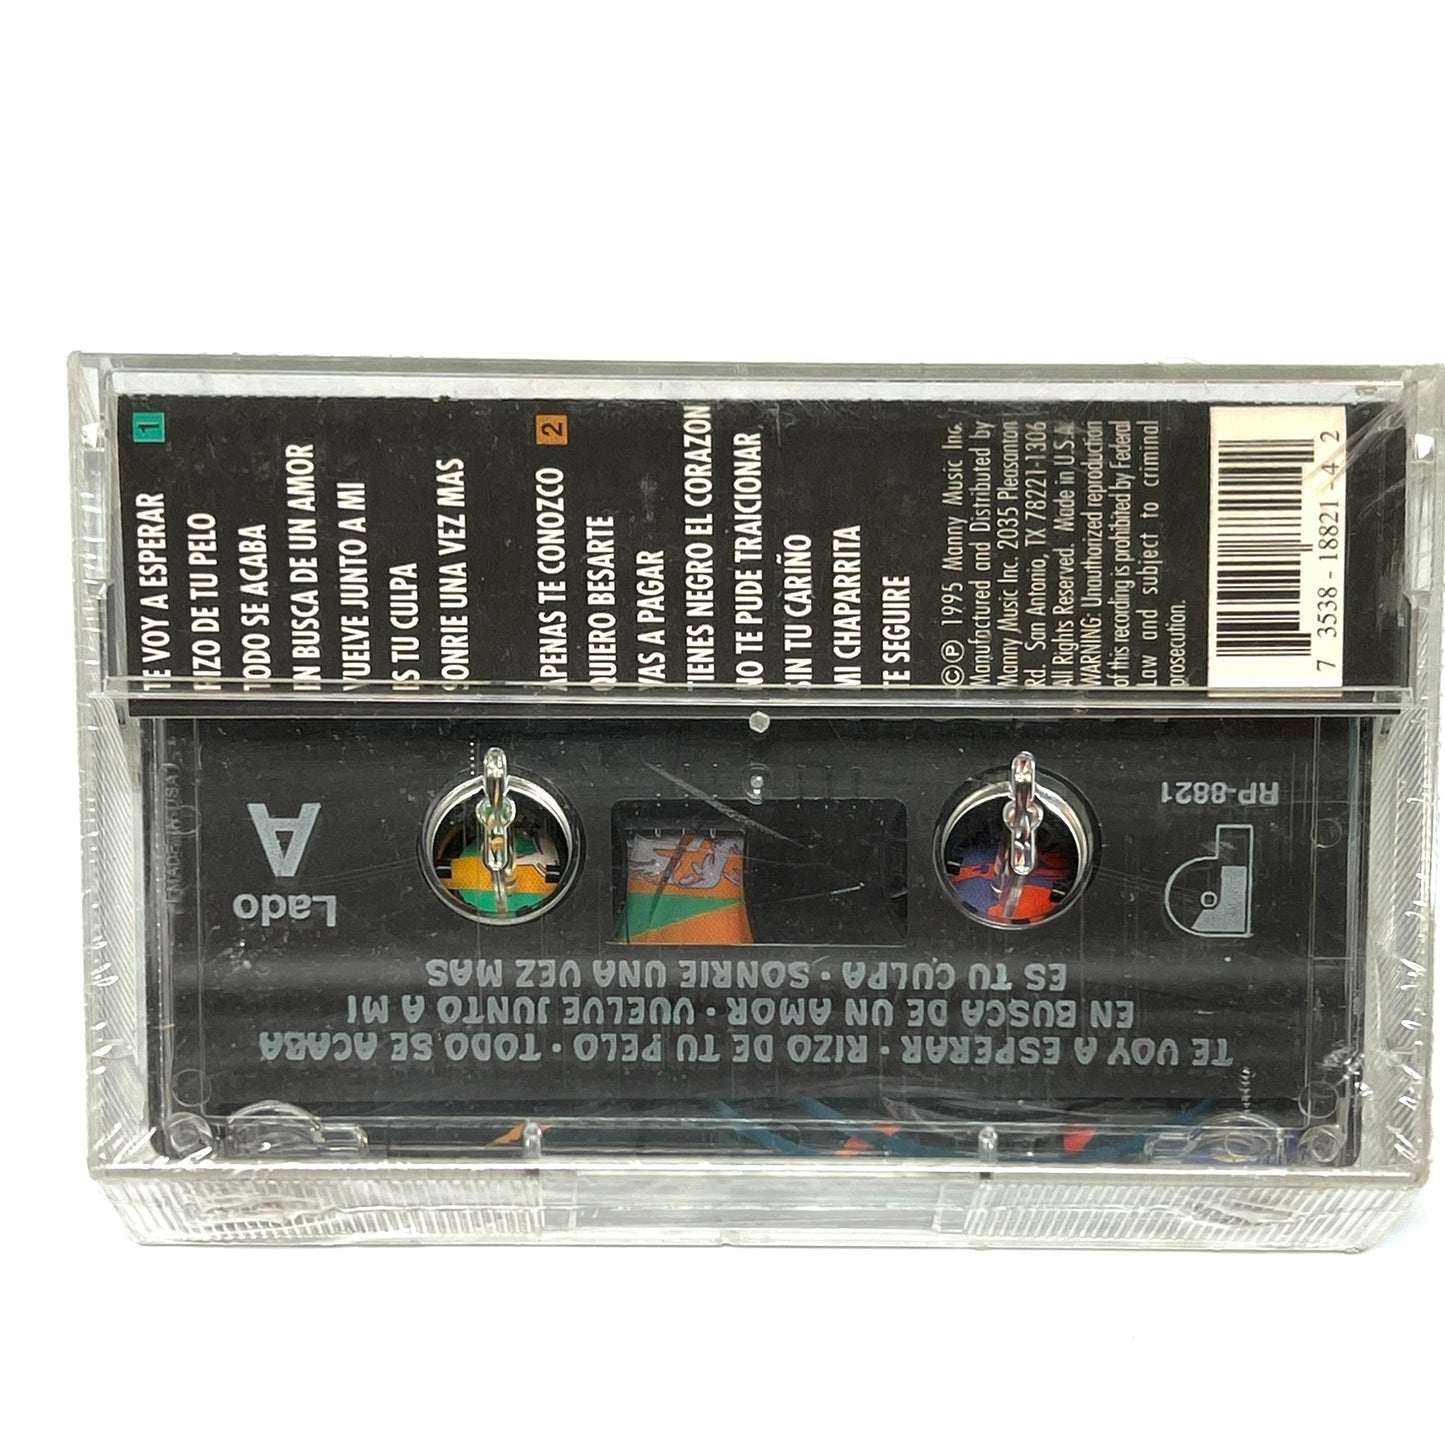 1
TE VOY A ESPERAR
RIZO DE TU PELO
TODO SE ACABA
EN BUSCA DE UN AMOR
VUELVE JUNTO A MI
ES TU CULPA
SONRIE UNA VEZ MAS
2
APENAS TE CONOZCO
QUIERO BESARTE
VAS A PAGAR
TIENES NEGRO EL CORAZON
NO TE PUDE TRAICIONAR
SIN TU CARIÑO
MI CHAPARRITA
TE SEGUIRE
©℗ 1995 Manny Music Inc.
Manufactured and Distributed by
Manny Music Inc. 2035 Pleasanton
Rd. San Antonio, TX 78221-1306
All Rights Reserved. Made in U.S.A.
WARNING: Unauthorized reproduction
of this recording is prohibited by Federal
Law and subject to criminal
prosecution.
7 3538-18821-4 2
TE VOY A ESPERAR • RIZO DE TU PELO • TODO SE ACABA
EN BUSCA DE UN AMOR • VUELVE JUNTO A MI
ES TU CULPA • SONRIE UNA VEZ MAS
Lado
A
RP-8821
MADE IN USA